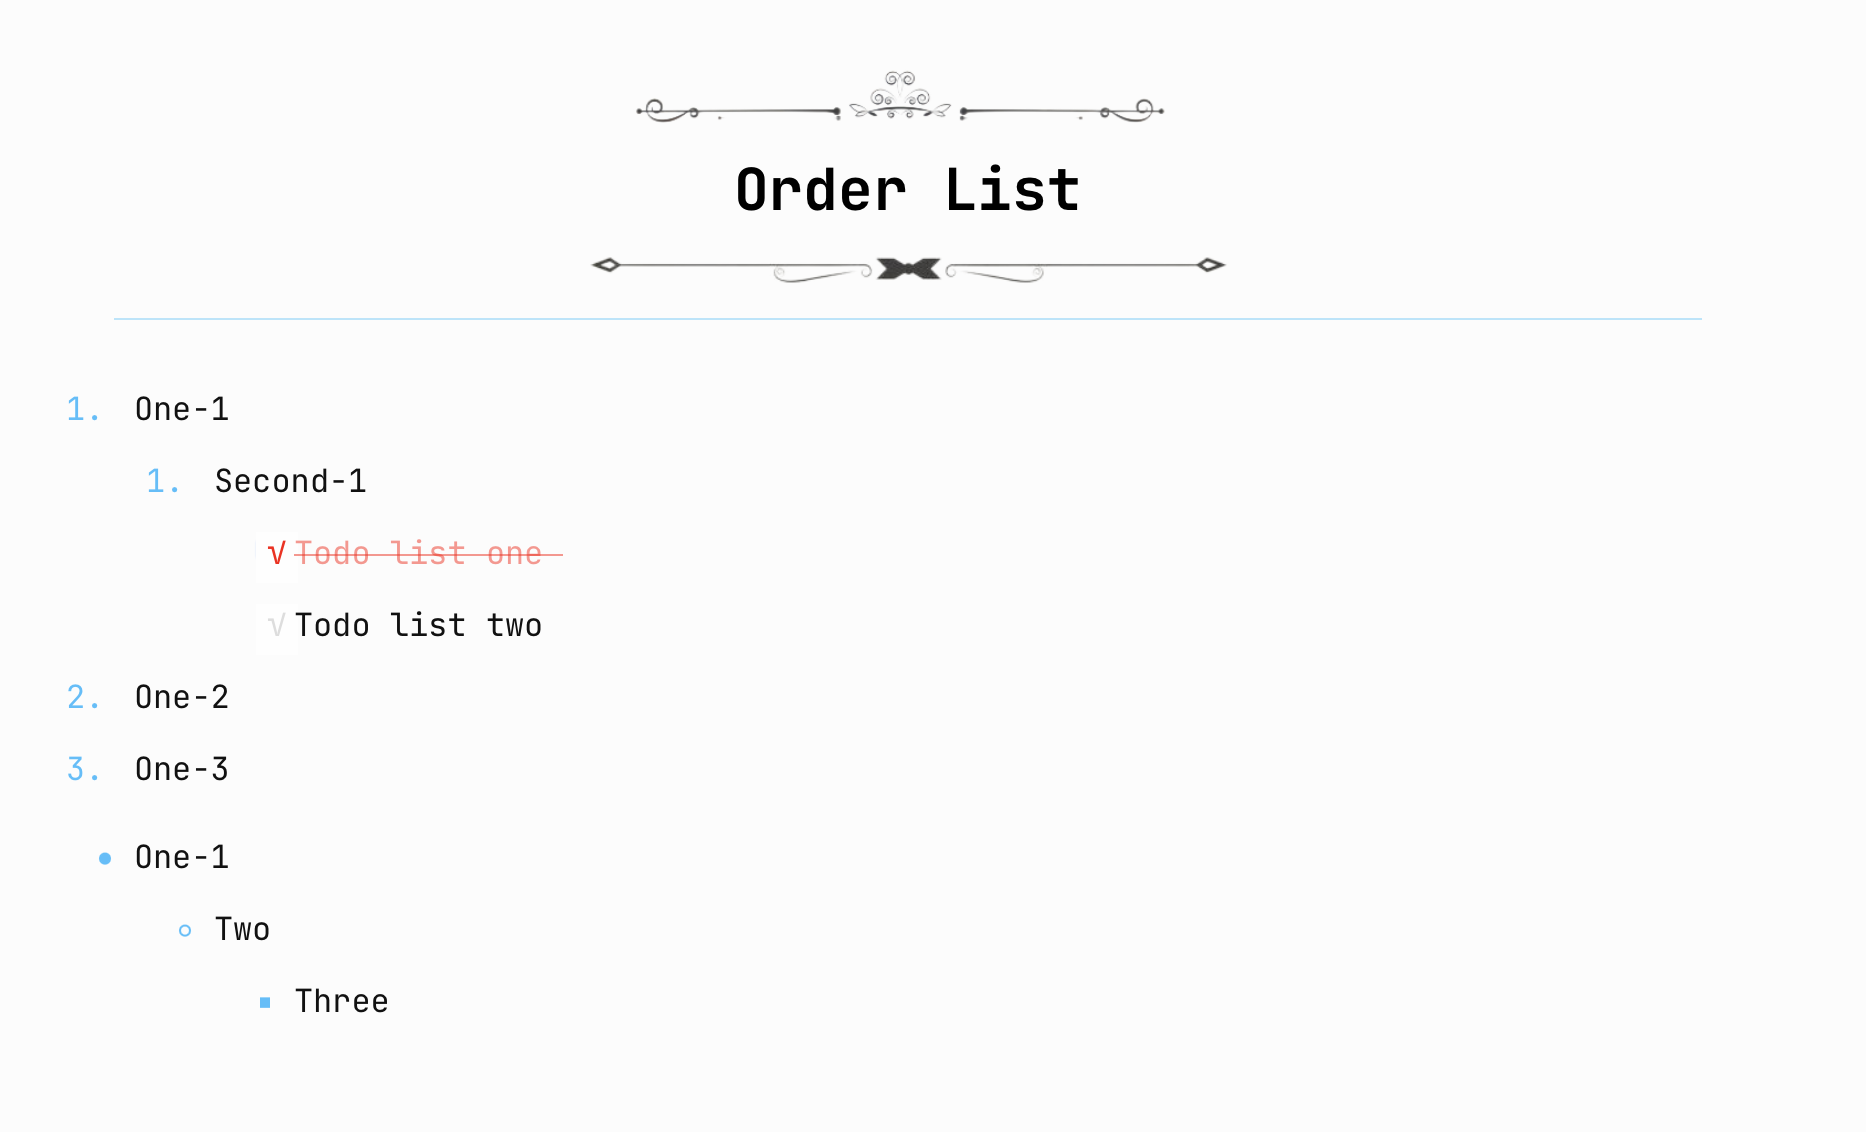 Order List
1. One-1
1. Second-1
√ Todo list one
√ Todo list two
2. One-2
3. One-3
• One-1
◦ Two
▪ Three